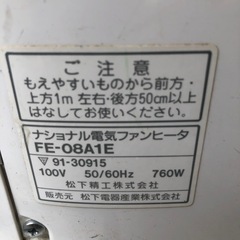 ご注意
もえやすいものから前方・
上方1m 左右・後方50cm以上
はなしてお使いください。
ナショナル電気ファンヒータ
FE-08A1E
91-30915
100V 50/60Hz 760W
松下精工株式会社
販売元 松下電器産業株式会社